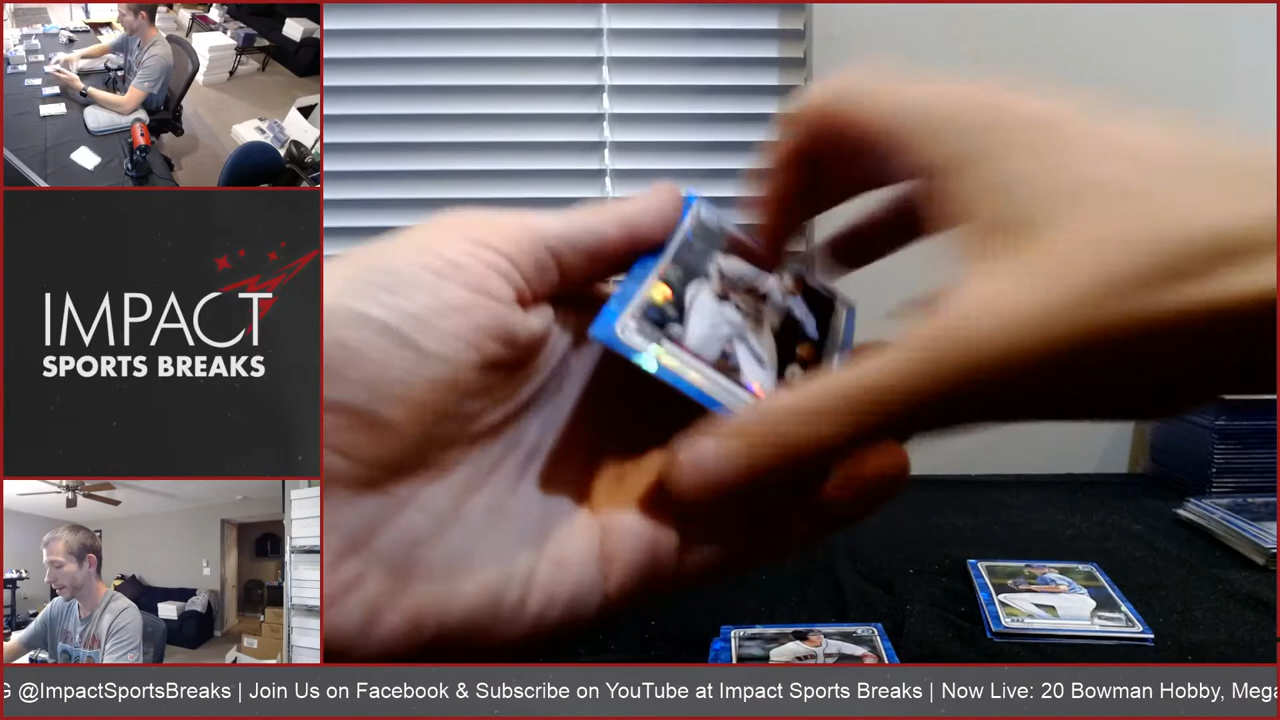 IMPACT
SPORTS BREAKS
G @ImpactSportsBreaks | Join Us on Facebook & Subscribe on YouTube at Impact Sports Breaks | Now Live: 20 Bowman Hobby, Mega